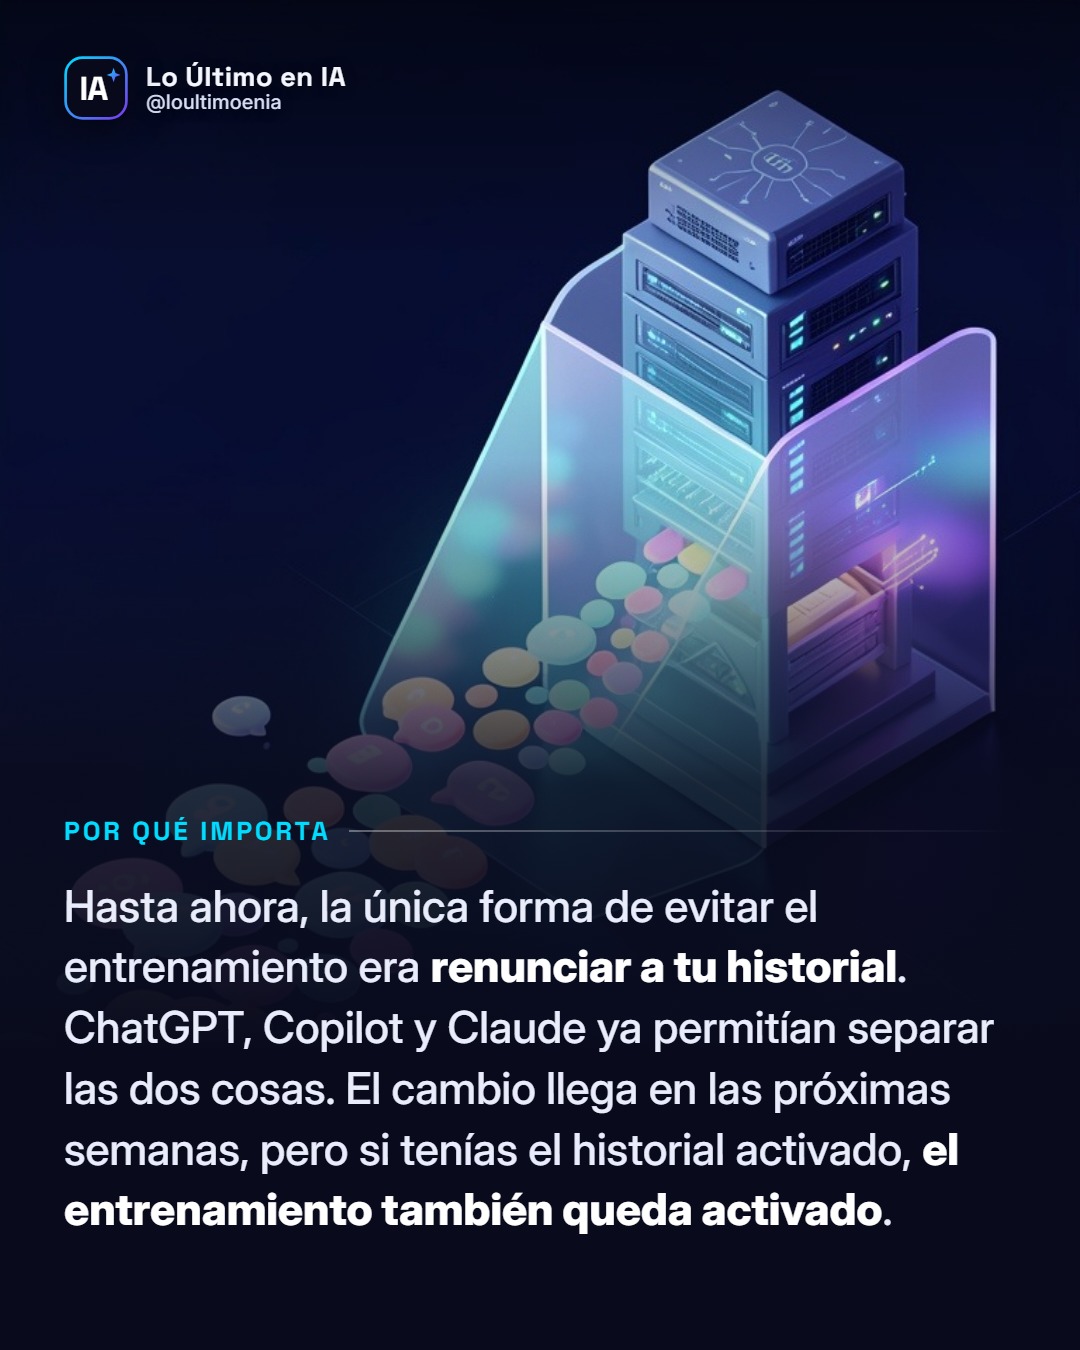 IA
Lo Último en IA
@loultimoenia
POR QUÉ IMPORTA
Hasta ahora, la única forma de evitar el
entrenamiento era renunciar a tu historial.
ChatGPT, Copilot y Claude ya permitían separar
las dos cosas. El cambio llega en las próximas
semanas, pero si tenías el historial activado, el
entrenamiento también queda activado.